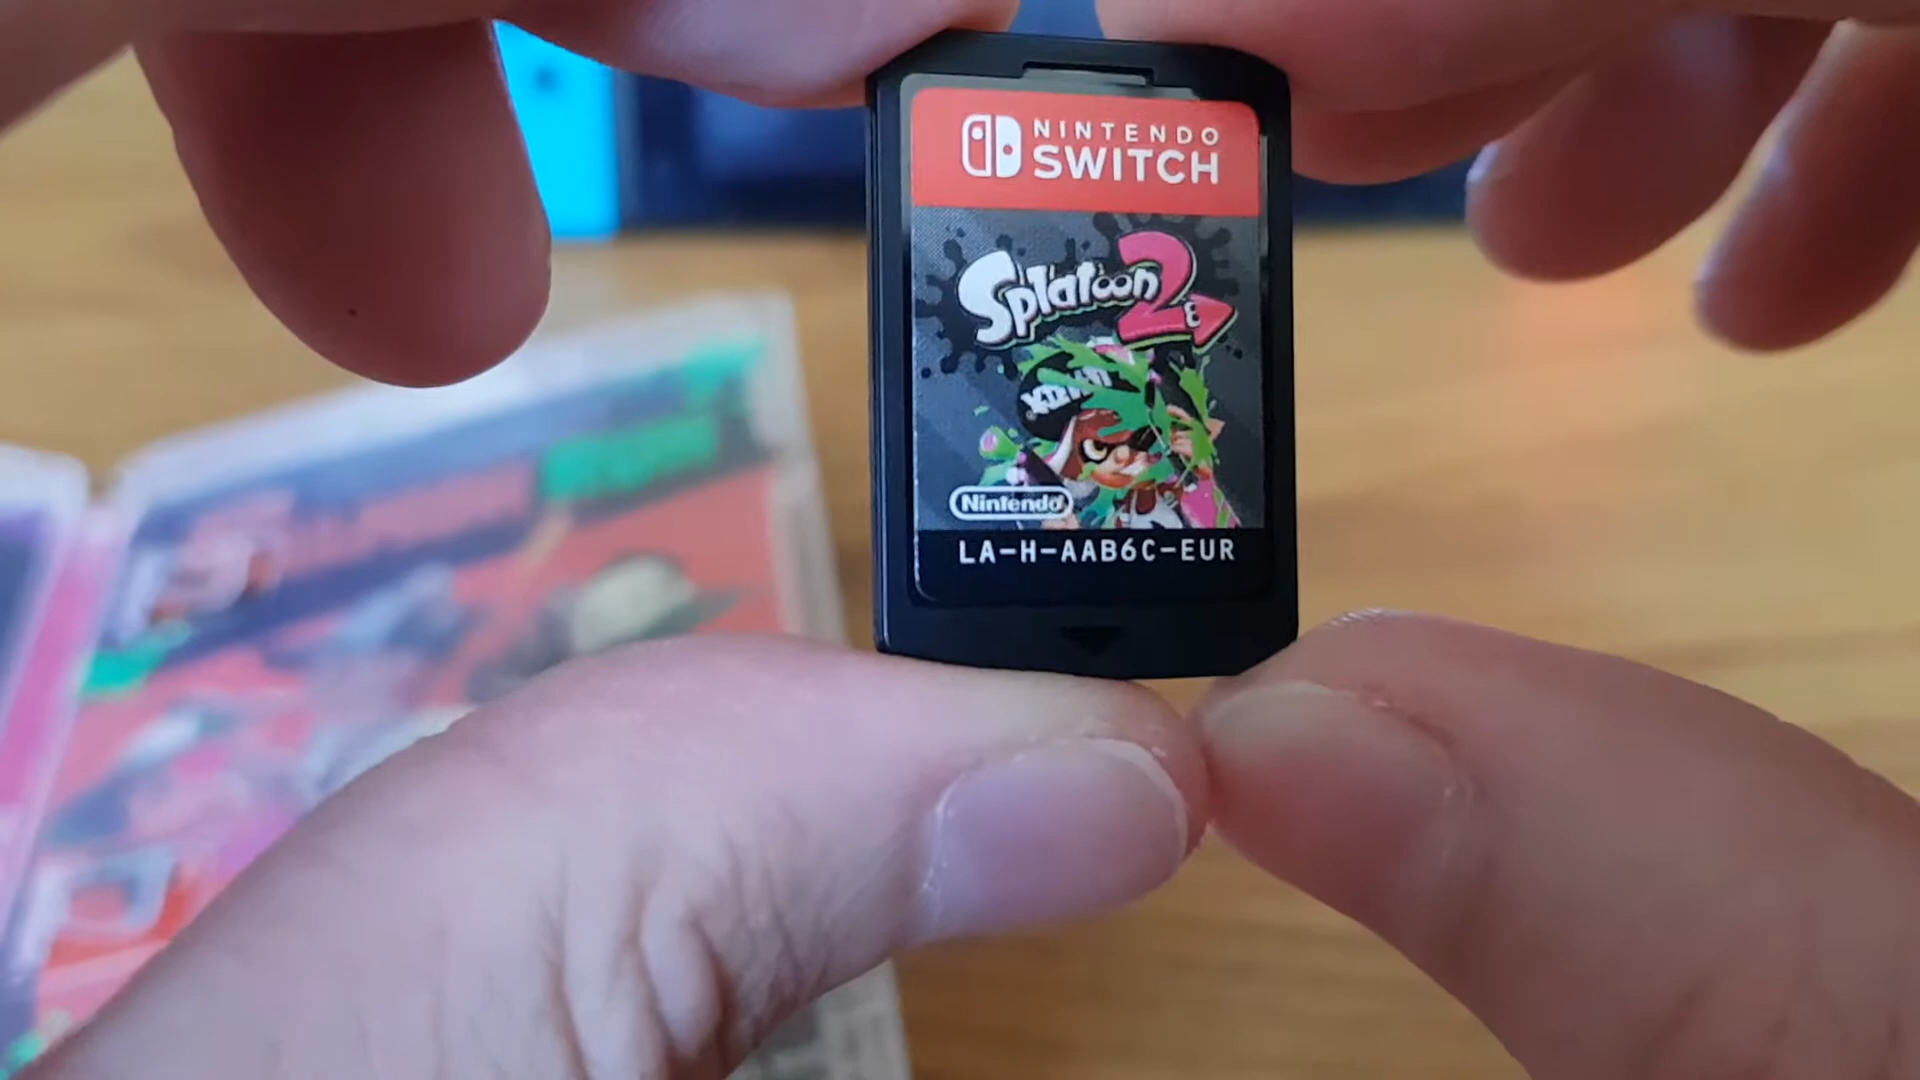 NINTENDO
SWITCH
Splatoon 2
Nintendo
LA-H-AAB6C-EUR